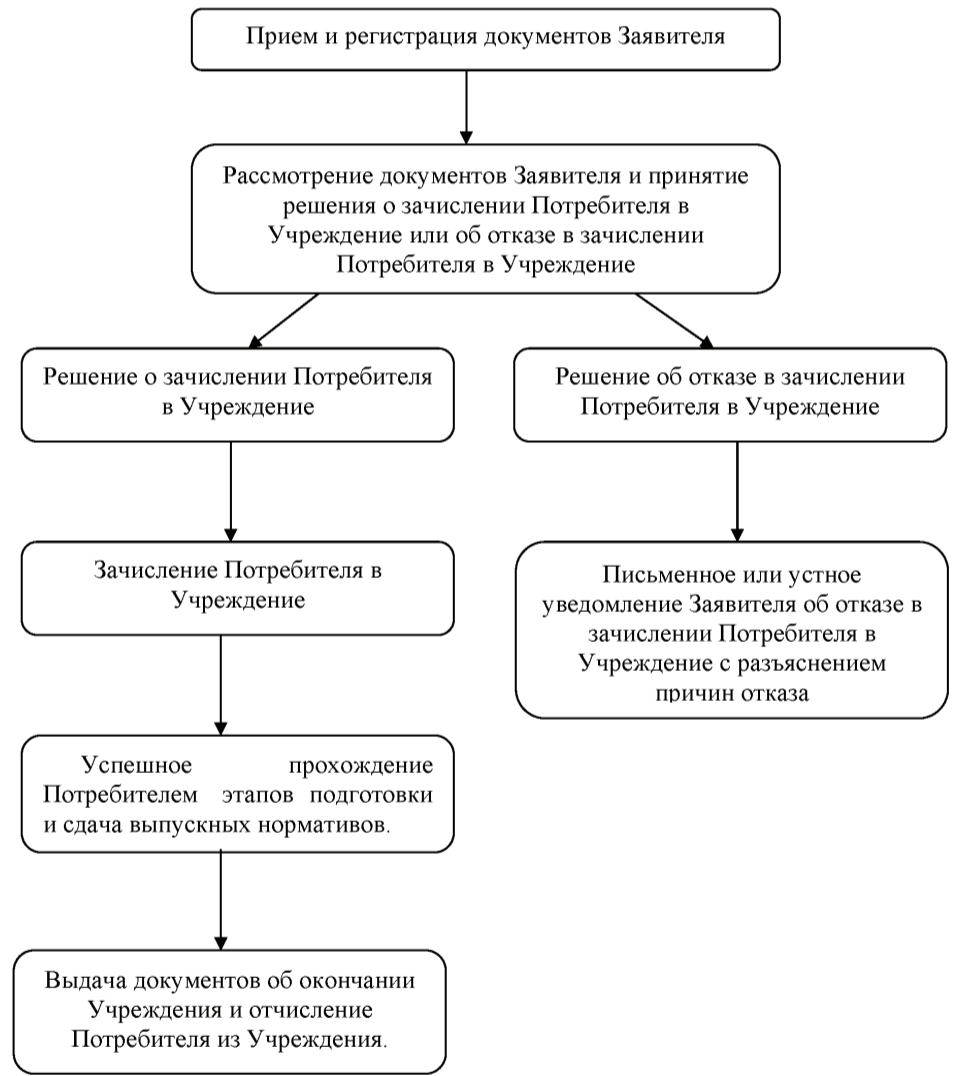 Прием и регистрация документов Заявителя
Рассмотрение документов Заявителя и принятие
решения о зачислении Потребителя в
Учреждение или об отказе в зачислении
Потребителя в Учреждение
Решение о зачислении Потребителя
в Учреждение
Решение об отказе в зачислении
Потребителя в Учреждение
Зачисление Потребителя в
Учреждение
Письменное или устное
уведомление Заявителя об отказе в
зачислении Потребителя в
Учреждение с разъяснением
причин отказа
Успешное прохождение
Потребителем этапов подготовки
и сдача выпускных нормативов.
Выдача документов об окончании
Учреждения и отчисление
Потребителя из Учреждения.